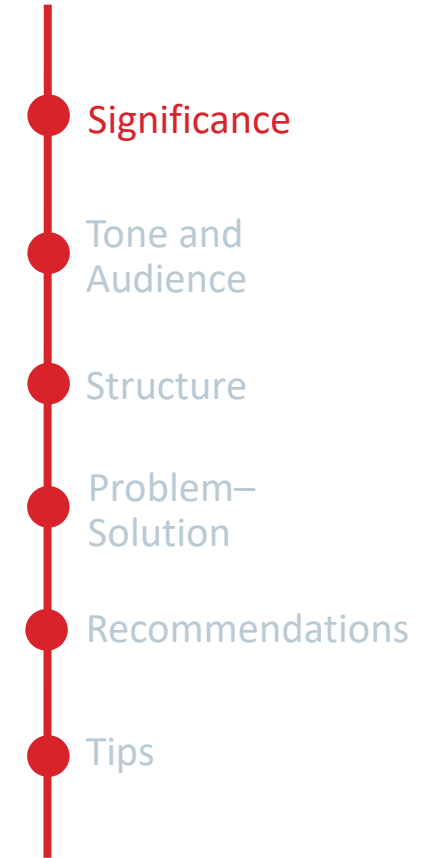 Significance
Tone and
Audience
Structure
Problem–
Solution
Recommendations
Tips